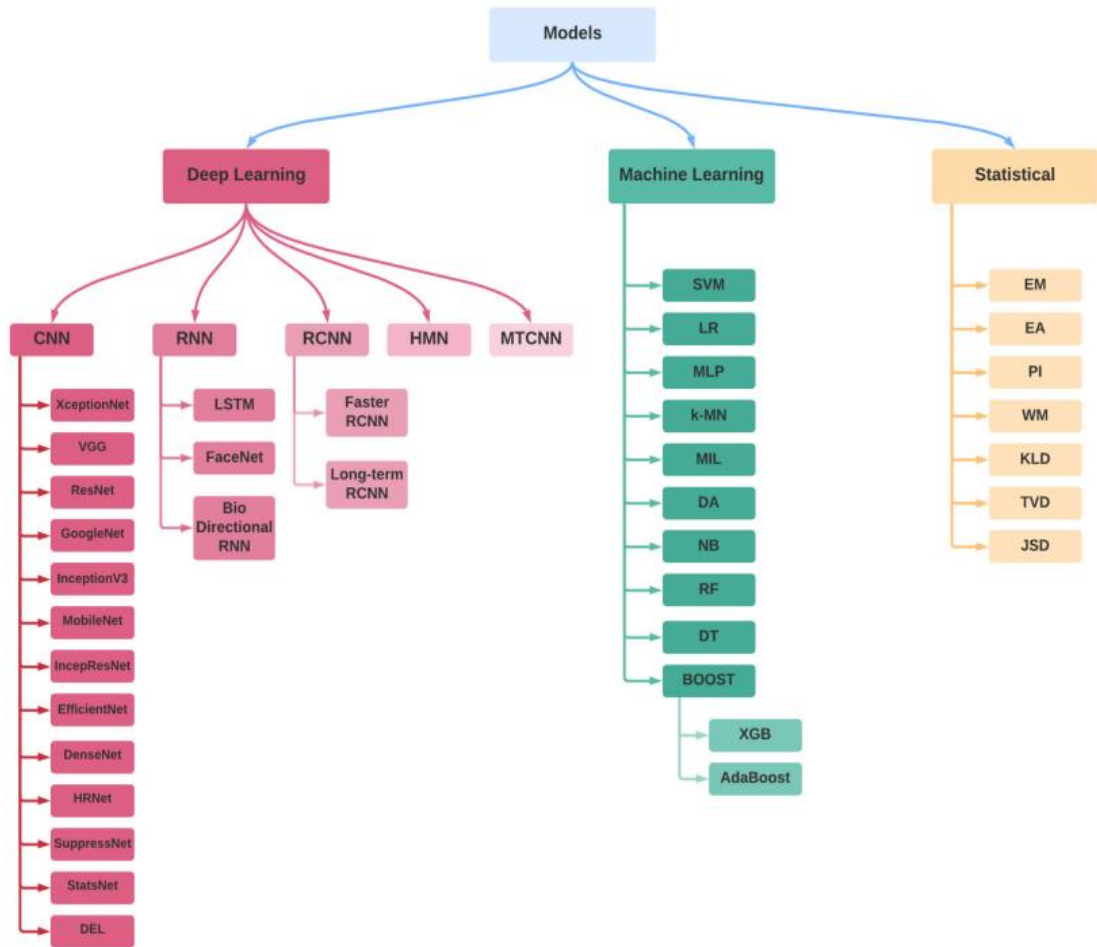 Models
Deep Learning
Machine Learning
Statistical
CNN
RNN
RCNN
HMN
MTCNN
XceptionNet
VGG
ResNet
GoogleNet
InceptionV3
MobileNet
IncepResNet
EfficientNet
DenseNet
HRNet
SuppressNet
StatsNet
DEL
LSTM
FaceNet
Bio
Directional
RNN
Faster
RCNN
Long-term
RCNN
SVM
LR
MLP
k-MN
MIL
DA
NB
RF
DT
BOOST
XGB
AdaBoost
EM
EA
PI
WM
KLD
TVD
JSD